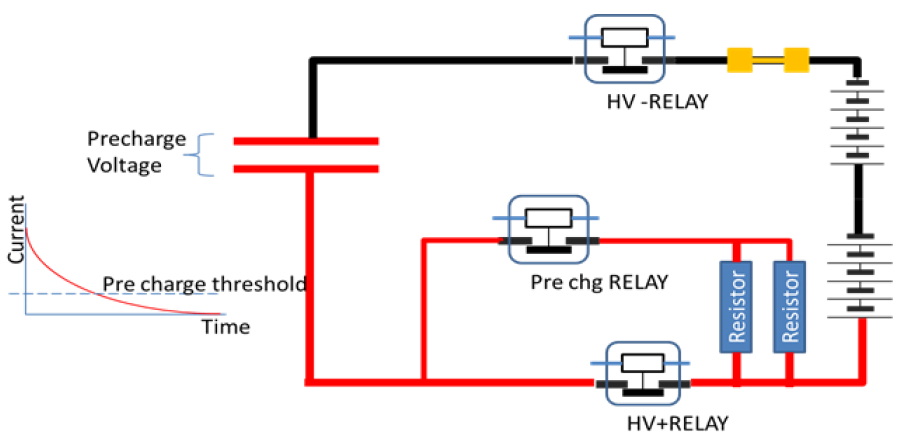 HV -RELAY
Precharge
Voltage
Current
Pre charge threshold
Time
Pre chg RELAY
Resistor
Resistor
HV+RELAY